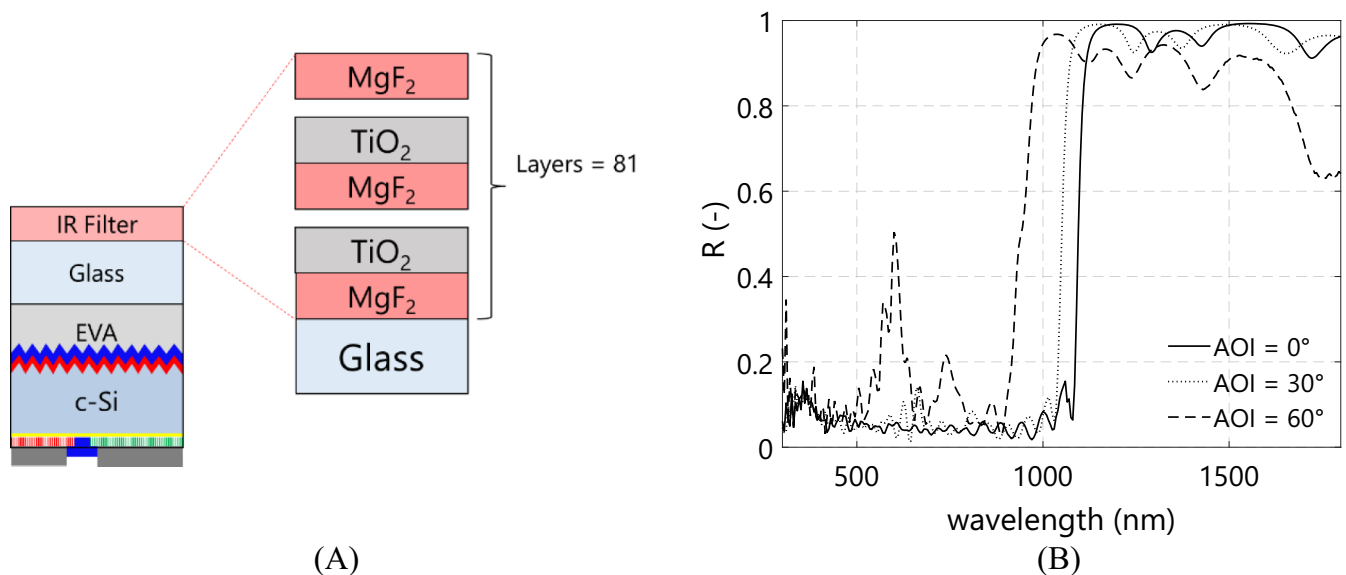 MgF₂
TiO₂
MgF₂
Layers = 81
TiO₂
MgF₂
Glass
IR Filter
Glass
EVA
c-Si
(A)
R (-)
1
0.8
0.6
0.4
0.2
0
500
1000
1500
wavelength (nm)
AOI = 0°
AOI = 30°
AOI = 60°
(B)